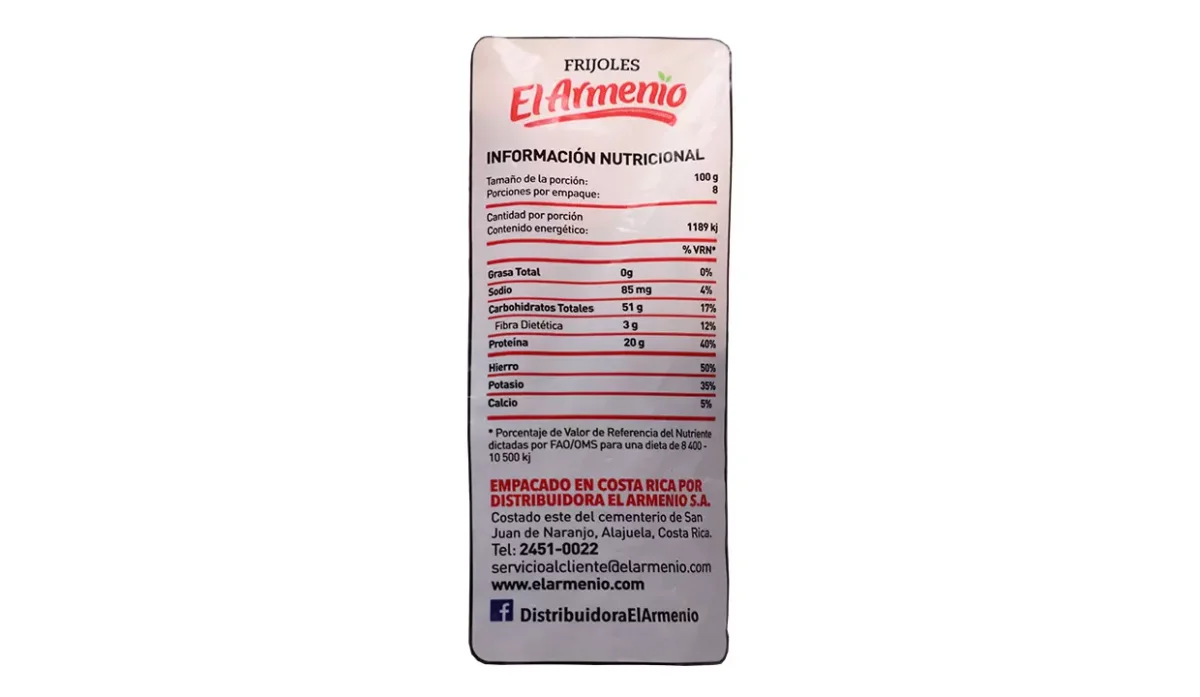 FRIJOLES
El Armenio
INFORMACIÓN NUTRICIONAL
Tamaño de la porción: 100 g
Porciones por empaque: 8
Cantidad por porción
Contenido energético: 1189 kj
% VRN*
Grasa Total 0g 0%
Sodio 85 mg 4%
Carbohidratos Totales 51 g 17%
Fibra Dietética 3 g 12%
Proteína 20 g 40%
Hierro 50%
Potasio 35%
Calcio 5%
* Porcentaje de Valor de Referencia del Nutriente
dictadas por FAO/OMS para una dieta de 8 400 -
10 500 kj
EMPACADO EN COSTA RICA POR
DISTRIBUIDORA EL ARMENIO S.A.
Costado este del cementerio de San
Juan de Naranjo, Alajuela, Costa Rica.
Tel: 2451-0022
servicioalcliente@elarmenio.com
www.elarmenio.com
f DistribuidoraElArmenio